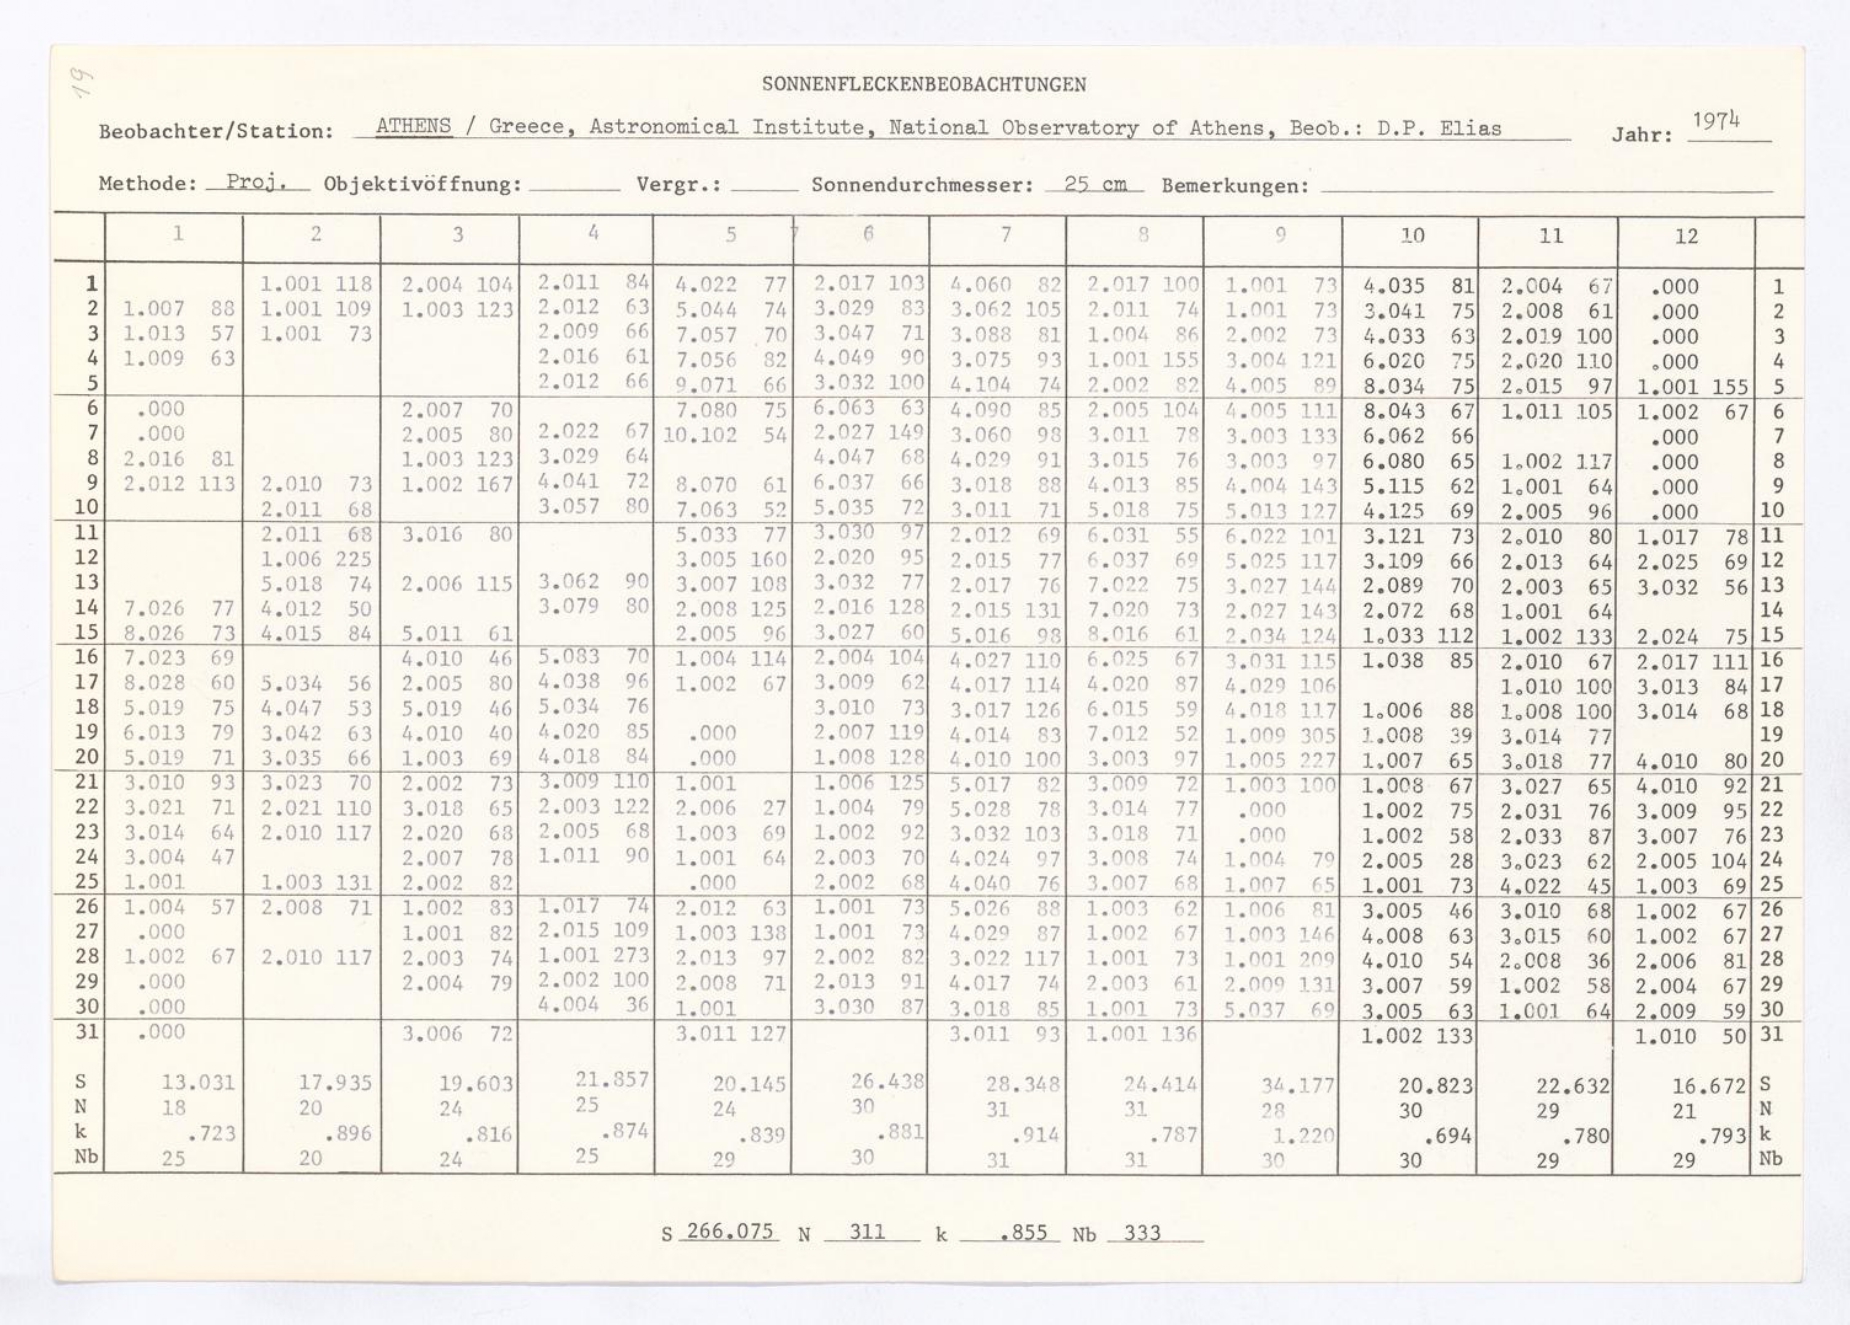 19
SONNENFLECKENBEOBACHTUNGEN
Beobachter/Station: ATHENS / Greece, Astronomical Institute, National Observatory of Athens, Beob.: D.P. Elias Jahr: 1974
Methode: Proj. Objektivöffnung: Vergr.: Sonnendurchmesser: 25 cm Bemerkungen:
1 2 3 4 5 6 7 8 9 10 11 12
1 1.001 118 2.004 104 2.011 84 4.022 77 2.017 103 4.060 82 2.017 100 1.001 73 4.035 81 2.004 67 .000 1
2 1.007 88 1.001 109 1.003 123 2.012 63 5.044 74 3.029 83 3.062 105 2.011 74 1.001 73 3.041 75 2.008 61 .000 2
3 1.013 57 1.001 73 2.009 66 7.057 70 3.047 71 3.088 81 1.004 86 2.002 73 4.033 63 2.019 100 .000 3
4 1.009 63 2.016 61 7.056 82 4.049 90 3.075 93 1.001 155 3.004 121 6.020 75 2.020 110 .000 4
5 2.012 66 9.071 66 3.032 100 4.104 74 2.002 82 4.005 89 8.034 75 2.015 97 1.001 155 5
6 .000 2.007 70 7.080 75 6.063 63 4.090 85 2.005 104 4.005 111 8.043 67 1.011 105 1.002 67 6
7 .000 2.005 80 2.022 67 10.102 54 2.027 149 3.060 98 3.011 78 3.003 133 6.062 66 .000 7
8 2.016 81 1.003 123 3.029 64 4.047 68 4.029 91 3.015 76 3.003 97 6.080 65 1.002 117 .000 8
9 2.012 113 2.010 73 1.002 167 4.041 72 8.070 61 6.037 66 3.018 88 4.013 85 4.004 143 5.115 62 1.001 64 .000 9
10 2.011 68 3.057 80 7.063 52 5.035 72 3.011 71 5.018 75 5.013 127 4.125 69 2.005 96 .000 10
11 2.011 68 3.016 80 5.033 77 3.030 97 2.012 69 6.031 55 6.022 101 3.121 73 2.010 80 1.017 78 11
12 1.006 225 3.005 160 2.020 95 2.015 77 6.037 69 5.025 117 3.109 66 2.013 64 2.025 69 12
13 5.018 74 2.006 115 3.062 90 3.007 108 3.032 77 2.017 76 7.022 75 3.027 144 2.089 70 2.003 65 3.032 56 13
14 7.026 77 4.012 50 3.079 80 2.008 125 2.016 128 2.015 131 7.020 73 2.027 143 2.072 68 1.001 64 14
15 8.026 73 4.015 84 5.011 61 2.005 96 3.027 60 5.016 98 8.016 61 2.034 124 1.033 112 1.002 133 2.024 75 15
16 7.023 69 4.010 46 5.083 70 1.004 114 2.004 104 4.027 110 6.025 67 3.031 115 1.038 85 2.010 67 2.017 111 16
17 8.028 60 5.034 56 2.005 80 4.038 96 1.002 67 3.009 62 4.017 114 4.020 87 4.029 106 1.010 100 3.013 84 17
18 5.019 75 4.047 53 5.019 46 5.034 76 3.010 73 3.017 126 6.015 59 4.018 117 1.006 88 1.008 100 3.014 68 18
19 6.013 79 3.042 63 4.010 40 4.020 85 .000 2.007 119 4.014 83 7.012 52 1.009 305 1.008 39 3.014 77 19
20 5.019 71 3.035 66 1.003 69 4.018 84 .000 1.008 128 4.010 100 3.003 97 1.005 227 1.007 65 3.018 77 4.010 80 20
21 3.010 93 3.023 70 2.002 73 3.009 110 1.001 1.006 125 5.017 82 3.009 72 1.003 100 1.008 67 3.027 65 4.010 92 21
22 3.021 71 2.021 110 3.018 65 2.003 122 2.006 27 1.004 79 5.028 78 3.014 77 .000 1.002 75 2.031 76 3.009 95 22
23 3.014 64 2.010 117 2.020 68 2.005 68 1.003 69 1.002 92 3.032 103 3.018 71 .000 1.002 58 2.033 87 3.007 76 23
24 3.004 47 2.007 78 1.011 90 1.001 64 2.003 70 4.024 97 3.008 74 1.004 79 2.005 28 3.023 62 2.005 104 24
25 1.001 1.003 131 2.002 82 .000 2.002 68 4.040 76 3.007 68 1.007 65 1.001 73 4.022 45 1.003 69 25
26 1.004 57 2.008 71 1.002 83 1.017 74 2.012 63 1.001 73 5.026 88 1.003 62 1.006 81 3.005 46 3.010 68 1.002 67 26
27 .000 1.001 82 2.015 109 1.003 138 1.001 73 4.029 87 1.002 67 1.003 146 4.008 63 3.015 60 1.002 67 27
28 1.002 67 2.010 117 2.003 74 1.001 273 2.013 97 2.002 82 3.022 117 1.001 73 1.001 209 4.010 54 2.008 36 2.006 81 28
29 .000 2.004 79 2.002 100 2.008 71 2.013 91 4.017 74 2.003 61 2.009 131 3.007 59 1.002 58 2.004 67 29
30 .000 4.004 36 1.001 3.030 87 3.018 85 1.001 73 5.037 69 3.005 63 1.001 64 2.009 59 30
31 .000 3.006 72 3.011 127 3.011 93 1.001 136 1.002 133 1.010 50 31
S 13.031 17.935 19.603 21.857 20.145 26.438 28.348 24.414 34.177 20.823 22.632 16.672 S
N 18 20 24 25 24 30 31 31 28 30 29 21 N
k .723 .896 .816 .874 .839 .881 .914 .787 1.220 .694 .780 .793 k
Nb 25 20 24 25 29 30 31 31 30 30 29 29 Nb
S 266.075 N 311 k .855 Nb 333